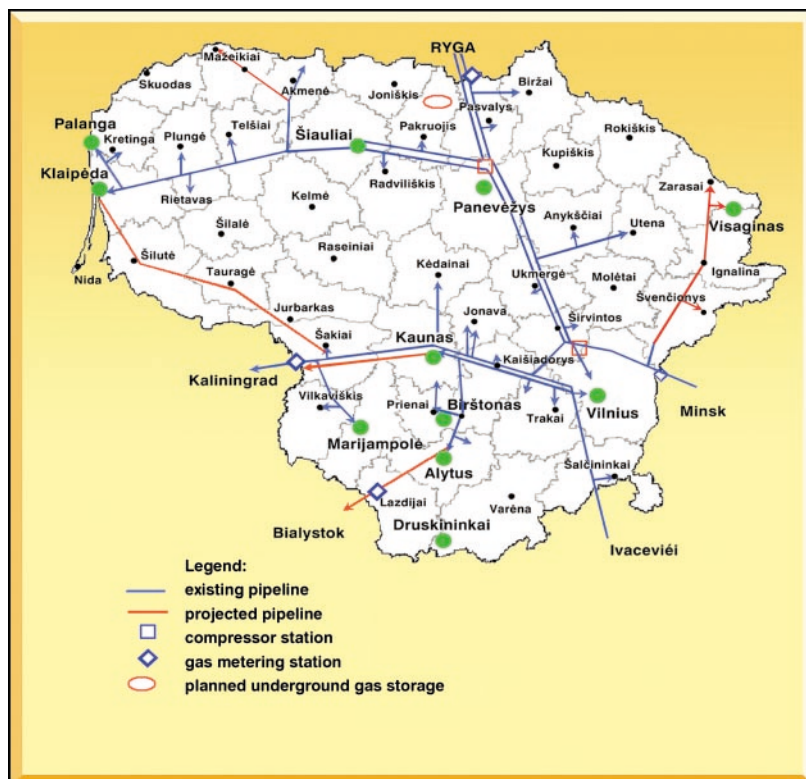 RYGA
Mažeikiai
Skuodas
Akmenė
Joniškis
Biržai
Pasvalys
Palanga
Kretinga
Plungė
Telšiai
Šiauliai
Pakruojis
Rokiškis
Kupiškis
Klaipėda
Rietavas
Radviliškis
Panevėžys
Zarasai
Visaginas
Kelmė
Anykščiai
Utena
Šilalė
Raseiniai
Nida
Šilutė
Tauragė
Kėdainai
Ukmergė
Molėtai
Ignalina
Švenčionys
Jurbarkas
Jonava
Širvintos
Šakiai
Kaunas
Kaišiadorys
Kaliningrad
Vilkaviškis
Prienai
Birštonas
Trakai
Vilnius
Minsk
Marijampolė
Alytus
Šalčininkai
Lazdijai
Varėna
Bialystok
Druskininkai
Ivaceviéi
Legend:
existing pipeline
projected pipeline
compressor station
gas metering station
planned underground gas storage